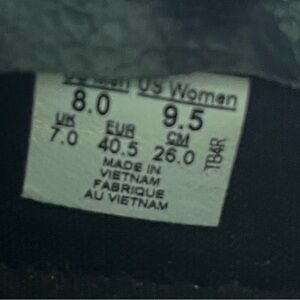 US Men US Women
8.0 9.5
UK EUR CM
7.0 40.5 26.0
TB4R
MADE IN
VIETNAM
FABRIQUE
AU VIETNAM